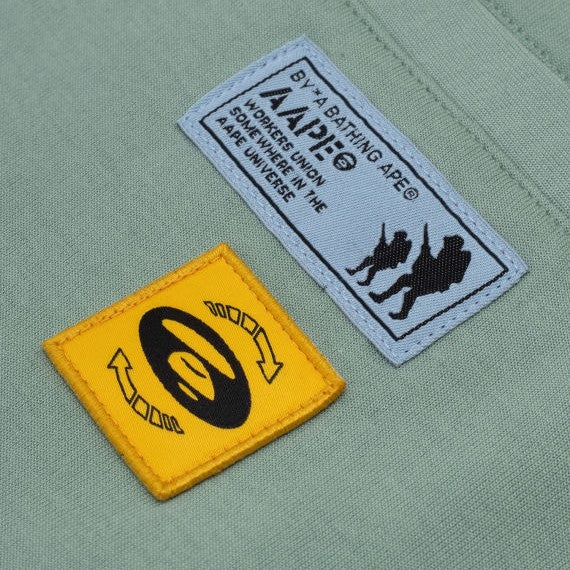 BY *A BATHING APE®
AAPE
WORKERS UNION
SOMEWHERE IN THE
AAPE UNIVERSE